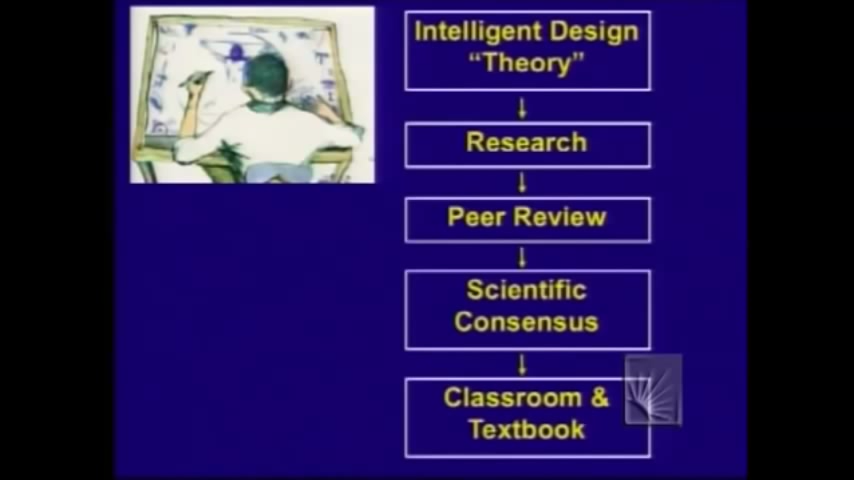 Intelligent Design
“Theory”
Research
Peer Review
Scientific
Consensus
Classroom &
Textbook